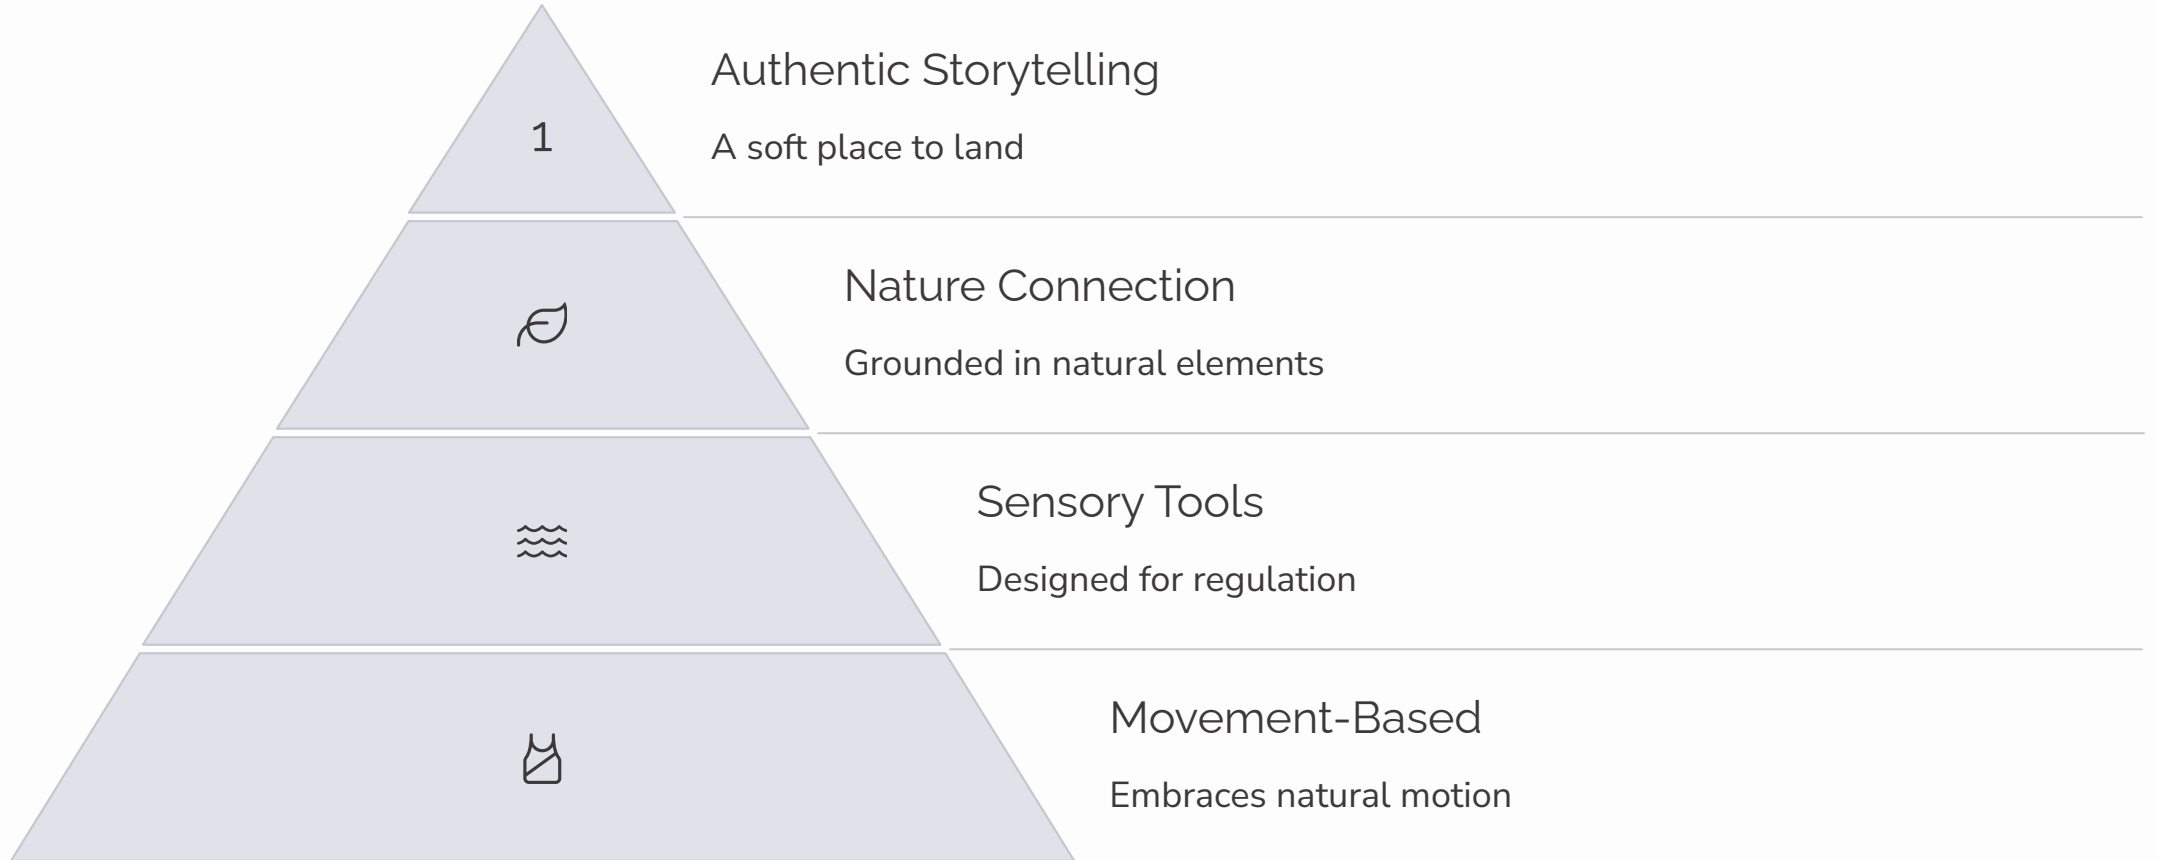 Authentic Storytelling
1
A soft place to land
Nature Connection
Grounded in natural elements
Sensory Tools
Designed for regulation
Movement-Based
Embraces natural motion